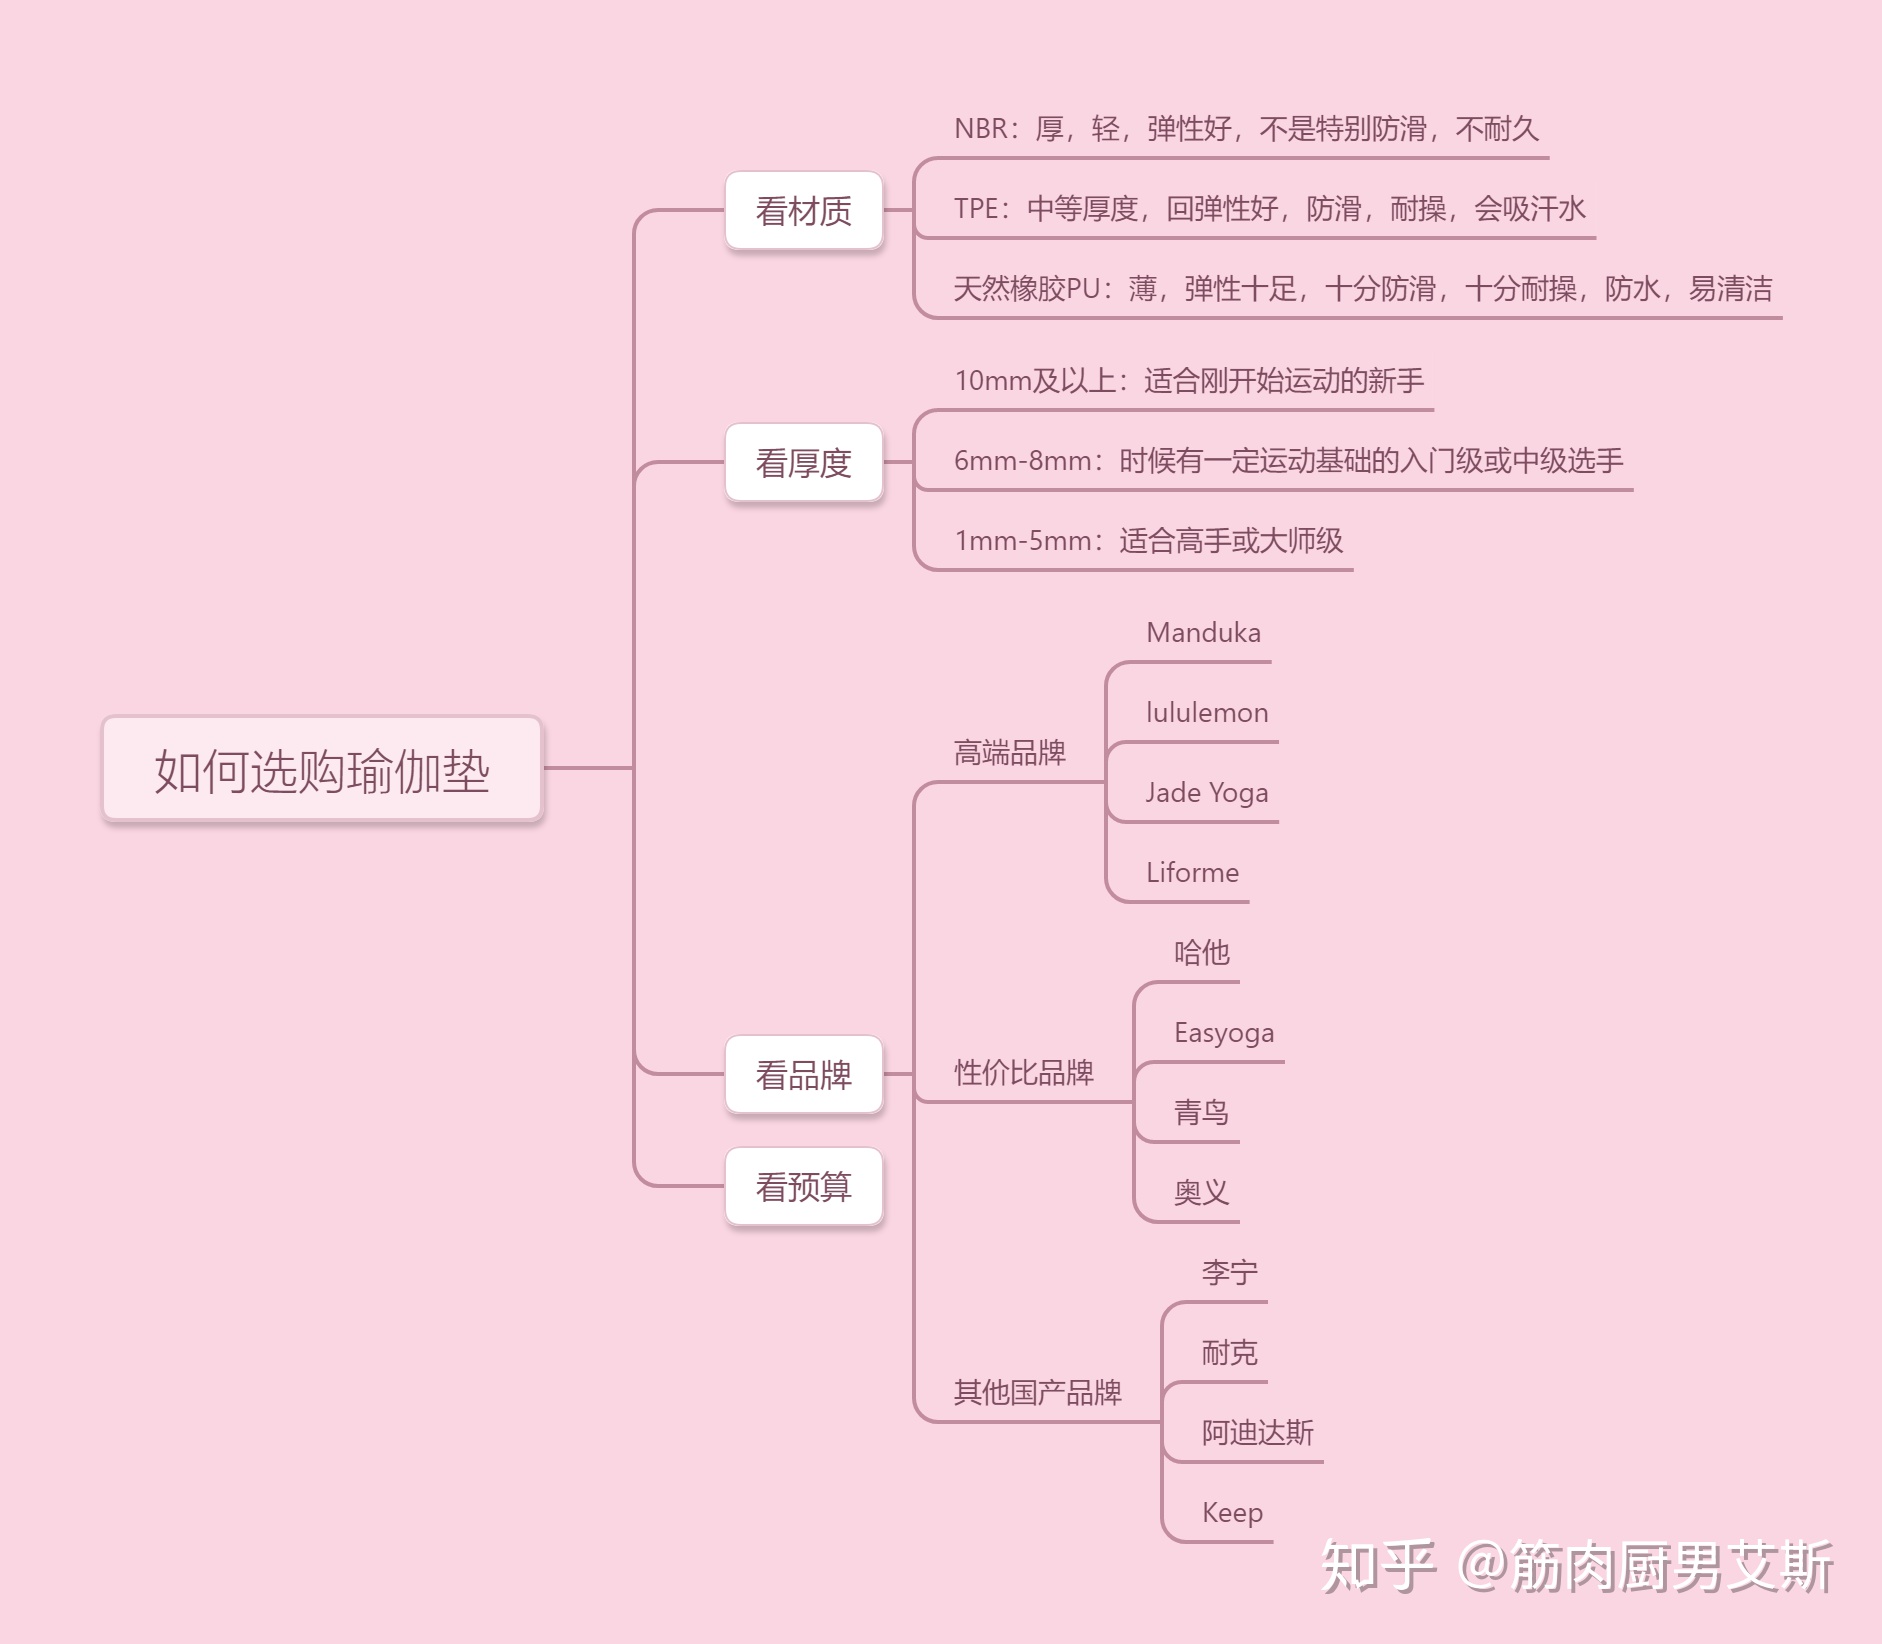 如何选购瑜伽垫
看材质
NBR：厚，轻，弹性好，不是特别防滑，不耐久
TPE：中等厚度，回弹性好，防滑，耐操，会吸汗水
天然橡胶PU：薄，弹性十足，十分防滑，十分耐操，防水，易清洁
看厚度
10mm及以上：适合刚开始运动的新手
6mm-8mm：时候有一定运动基础的入门级或中级选手
1mm-5mm：适合高手或大师级
看品牌
高端品牌
Manduka
lululemon
Jade Yoga
Liforme
性价比品牌
哈他
Easyoga
青鸟
奥义
其他国产品牌
李宁
耐克
阿迪达斯
Keep
看预算
知乎 @筋肉厨男艾斯